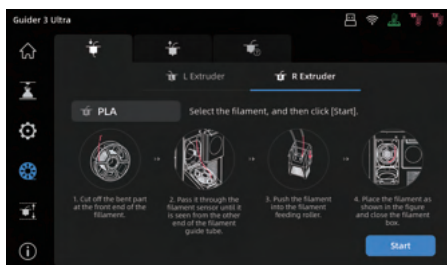 Guider 3 Ultra
L Extruder
R Extruder
PLA
Select the filament, and then click [Start].
1. Cut off the bent part
at the front end of the
fillament.
2. Pass it through the
filament sensor until it
is seen from the other
end of the filament
guide tube.
3. Push the filament
into the filament
feeding roller.
4. Place the filament as
shown in the figure
and close the filament
box.
Start